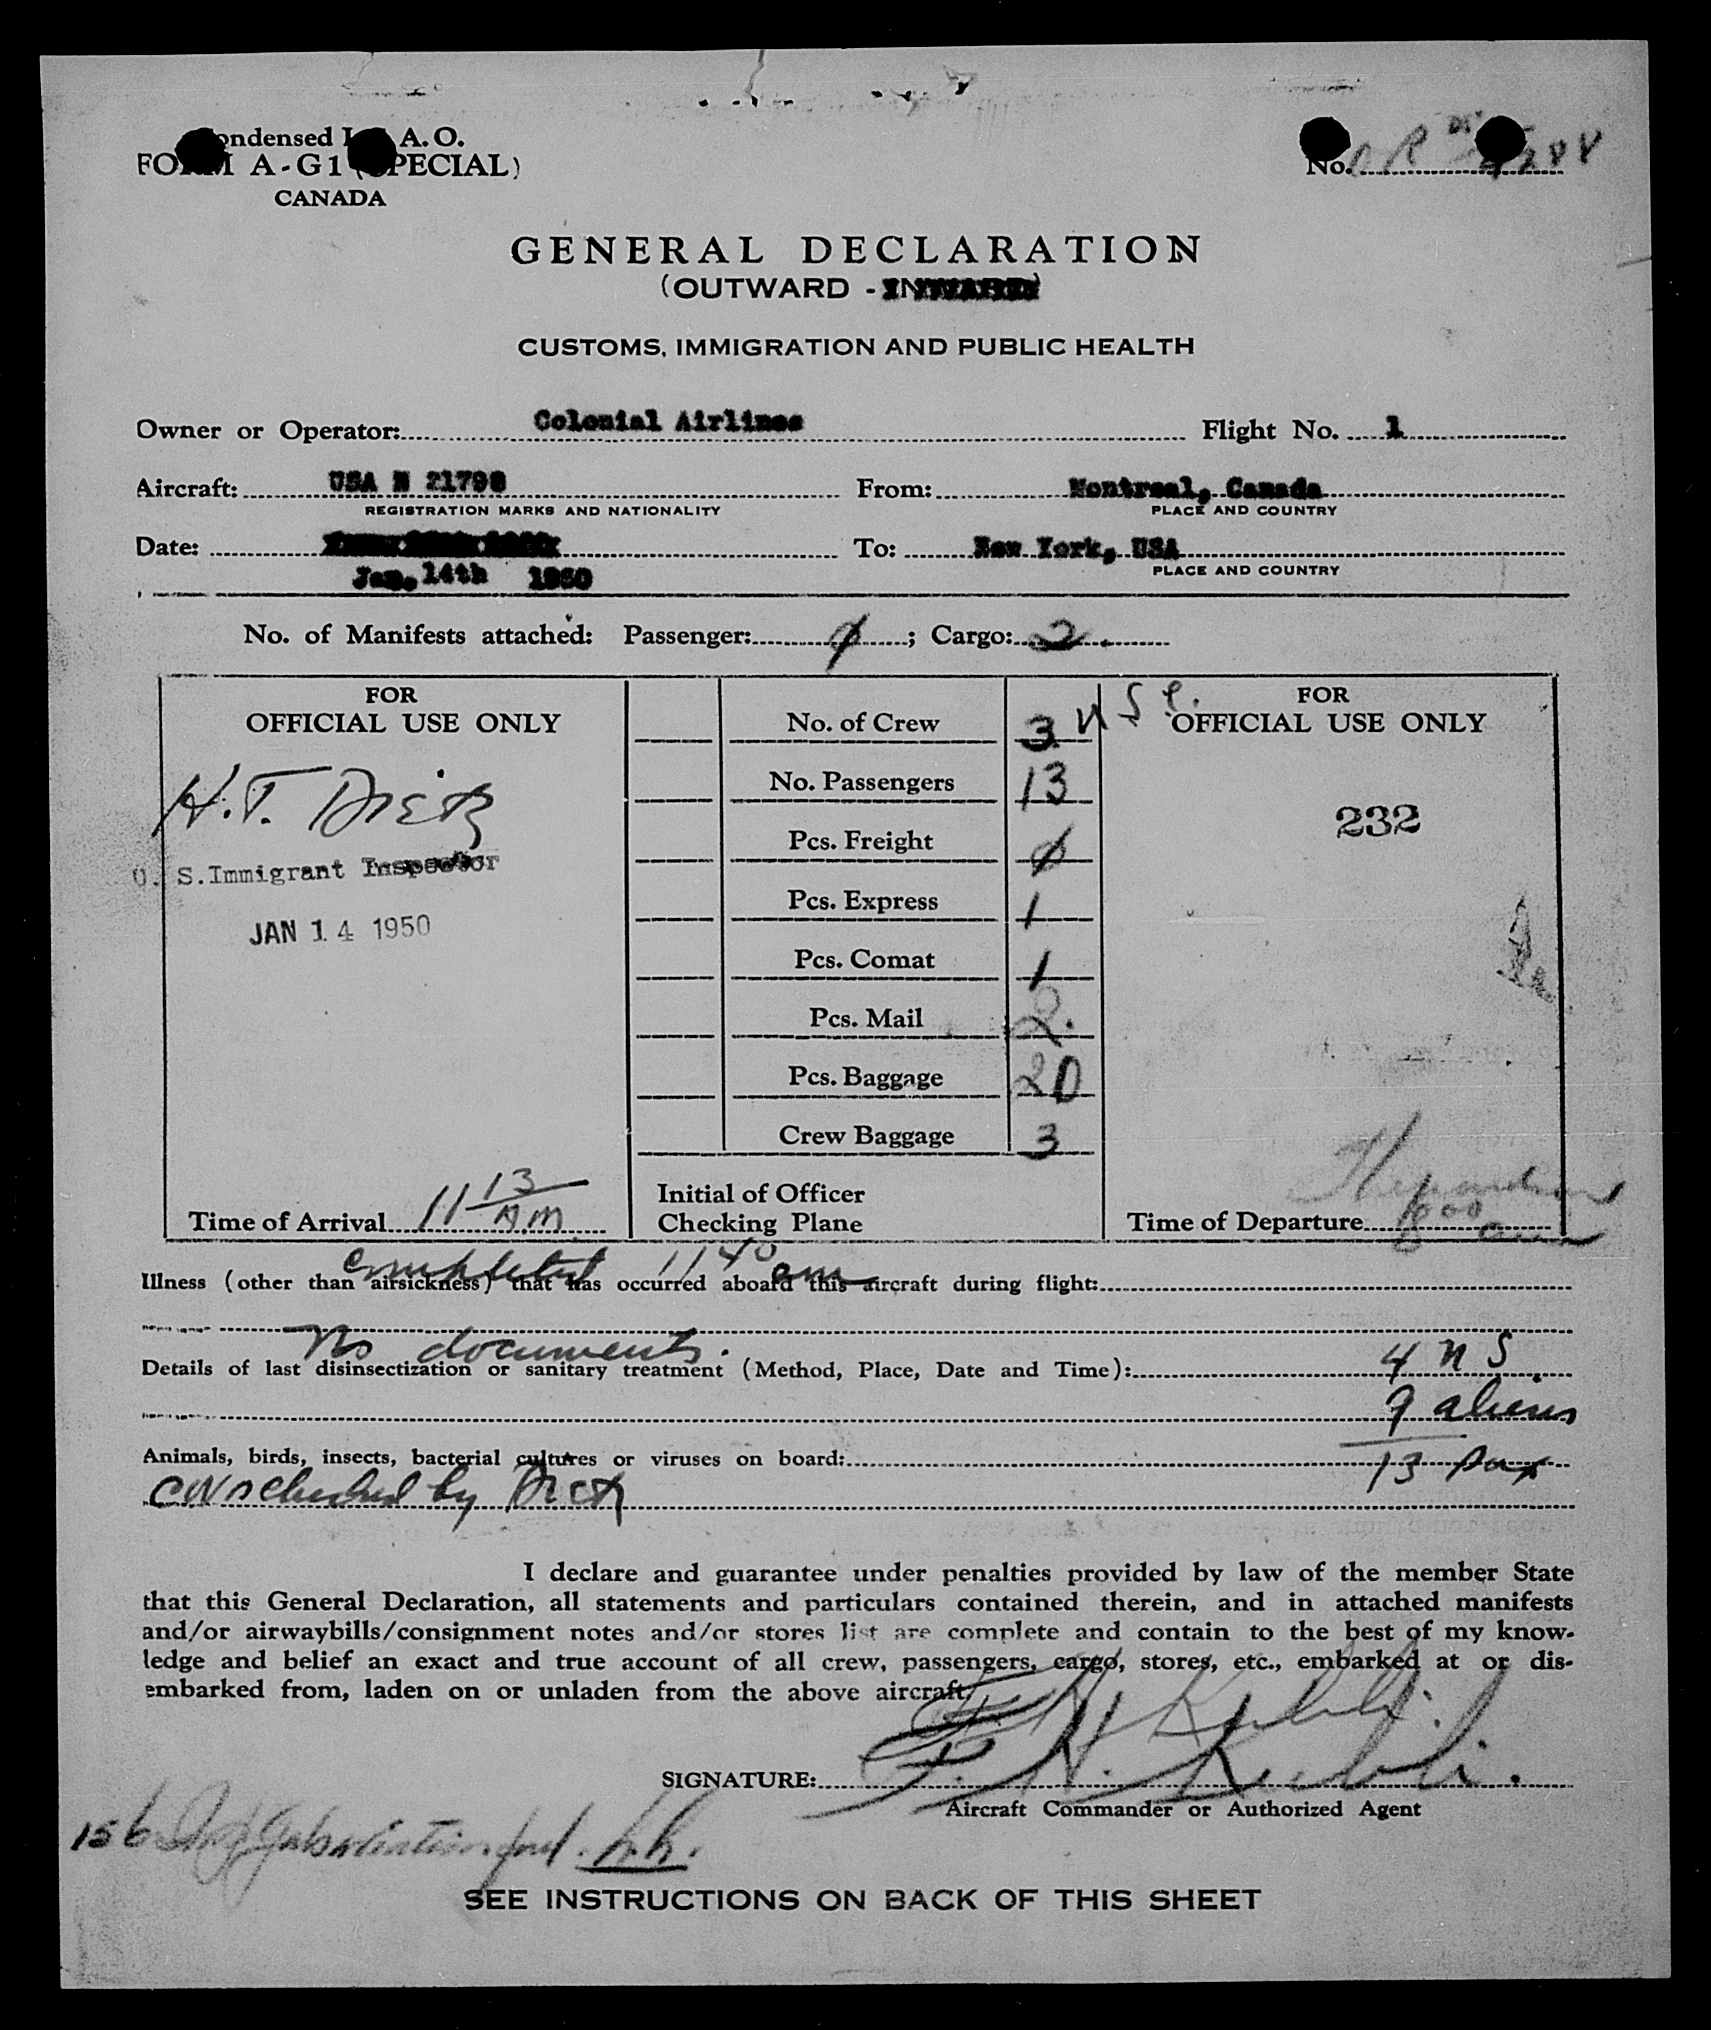 Condensed I. A. O.
FORM A-G1 (SPECIAL)
CANADA
No.
GENERAL DECLARATION
(OUTWARD -
CUSTOMS, IMMIGRATION AND PUBLIC HEALTH
Owner or Operator: Colonial Airlines Flight No. 1
Aircraft: USA N 21798 From: Montreal, Canada
REGISTRATION MARKS AND NATIONALITY PLACE AND COUNTRY
Date: To: New York, USA
Jan. 14th 1950 PLACE AND COUNTRY
No. of Manifests attached: Passenger: 1; Cargo: 2.
FOR
OFFICIAL USE ONLY
H.T. Dietz
U. S.Immigrant Inspector
JAN 14 1950
Time of Arrival 11 13 A.M.
No. of Crew 3
No. Passengers 13
Pcs. Freight 0
Pcs. Express 1
Pcs. Comat 1
Pcs. Mail 2.
Pcs. Baggage 20
Crew Baggage 3
Initial of Officer
Checking Plane
FOR
OFFICIAL USE ONLY
232
Time of Departure
completed 11 40 am
Illness (other than airsickness) that has occurred aboard this aircraft during flight:
No documents.
Details of last disinsectization or sanitary treatment (Method, Place, Date and Time): 4 N S
9 aliens
Animals, birds, insects, bacterial cultures or viruses on board: 13 Pax
checked by Dietz
I declare and guarantee under penalties provided by law of the member State
that this General Declaration, all statements and particulars contained therein, and in attached manifests
and/or airwaybills/consignment notes and/or stores list are complete and contain to the best of my know-
ledge and belief an exact and true account of all crew, passengers, cargo, stores, etc., embarked at or dis-
embarked from, laden on or unladen from the above aircraft.
SIGNATURE: F. H. Kubli.
Aircraft Commander or Authorized Agent
156
SEE INSTRUCTIONS ON BACK OF THIS SHEET